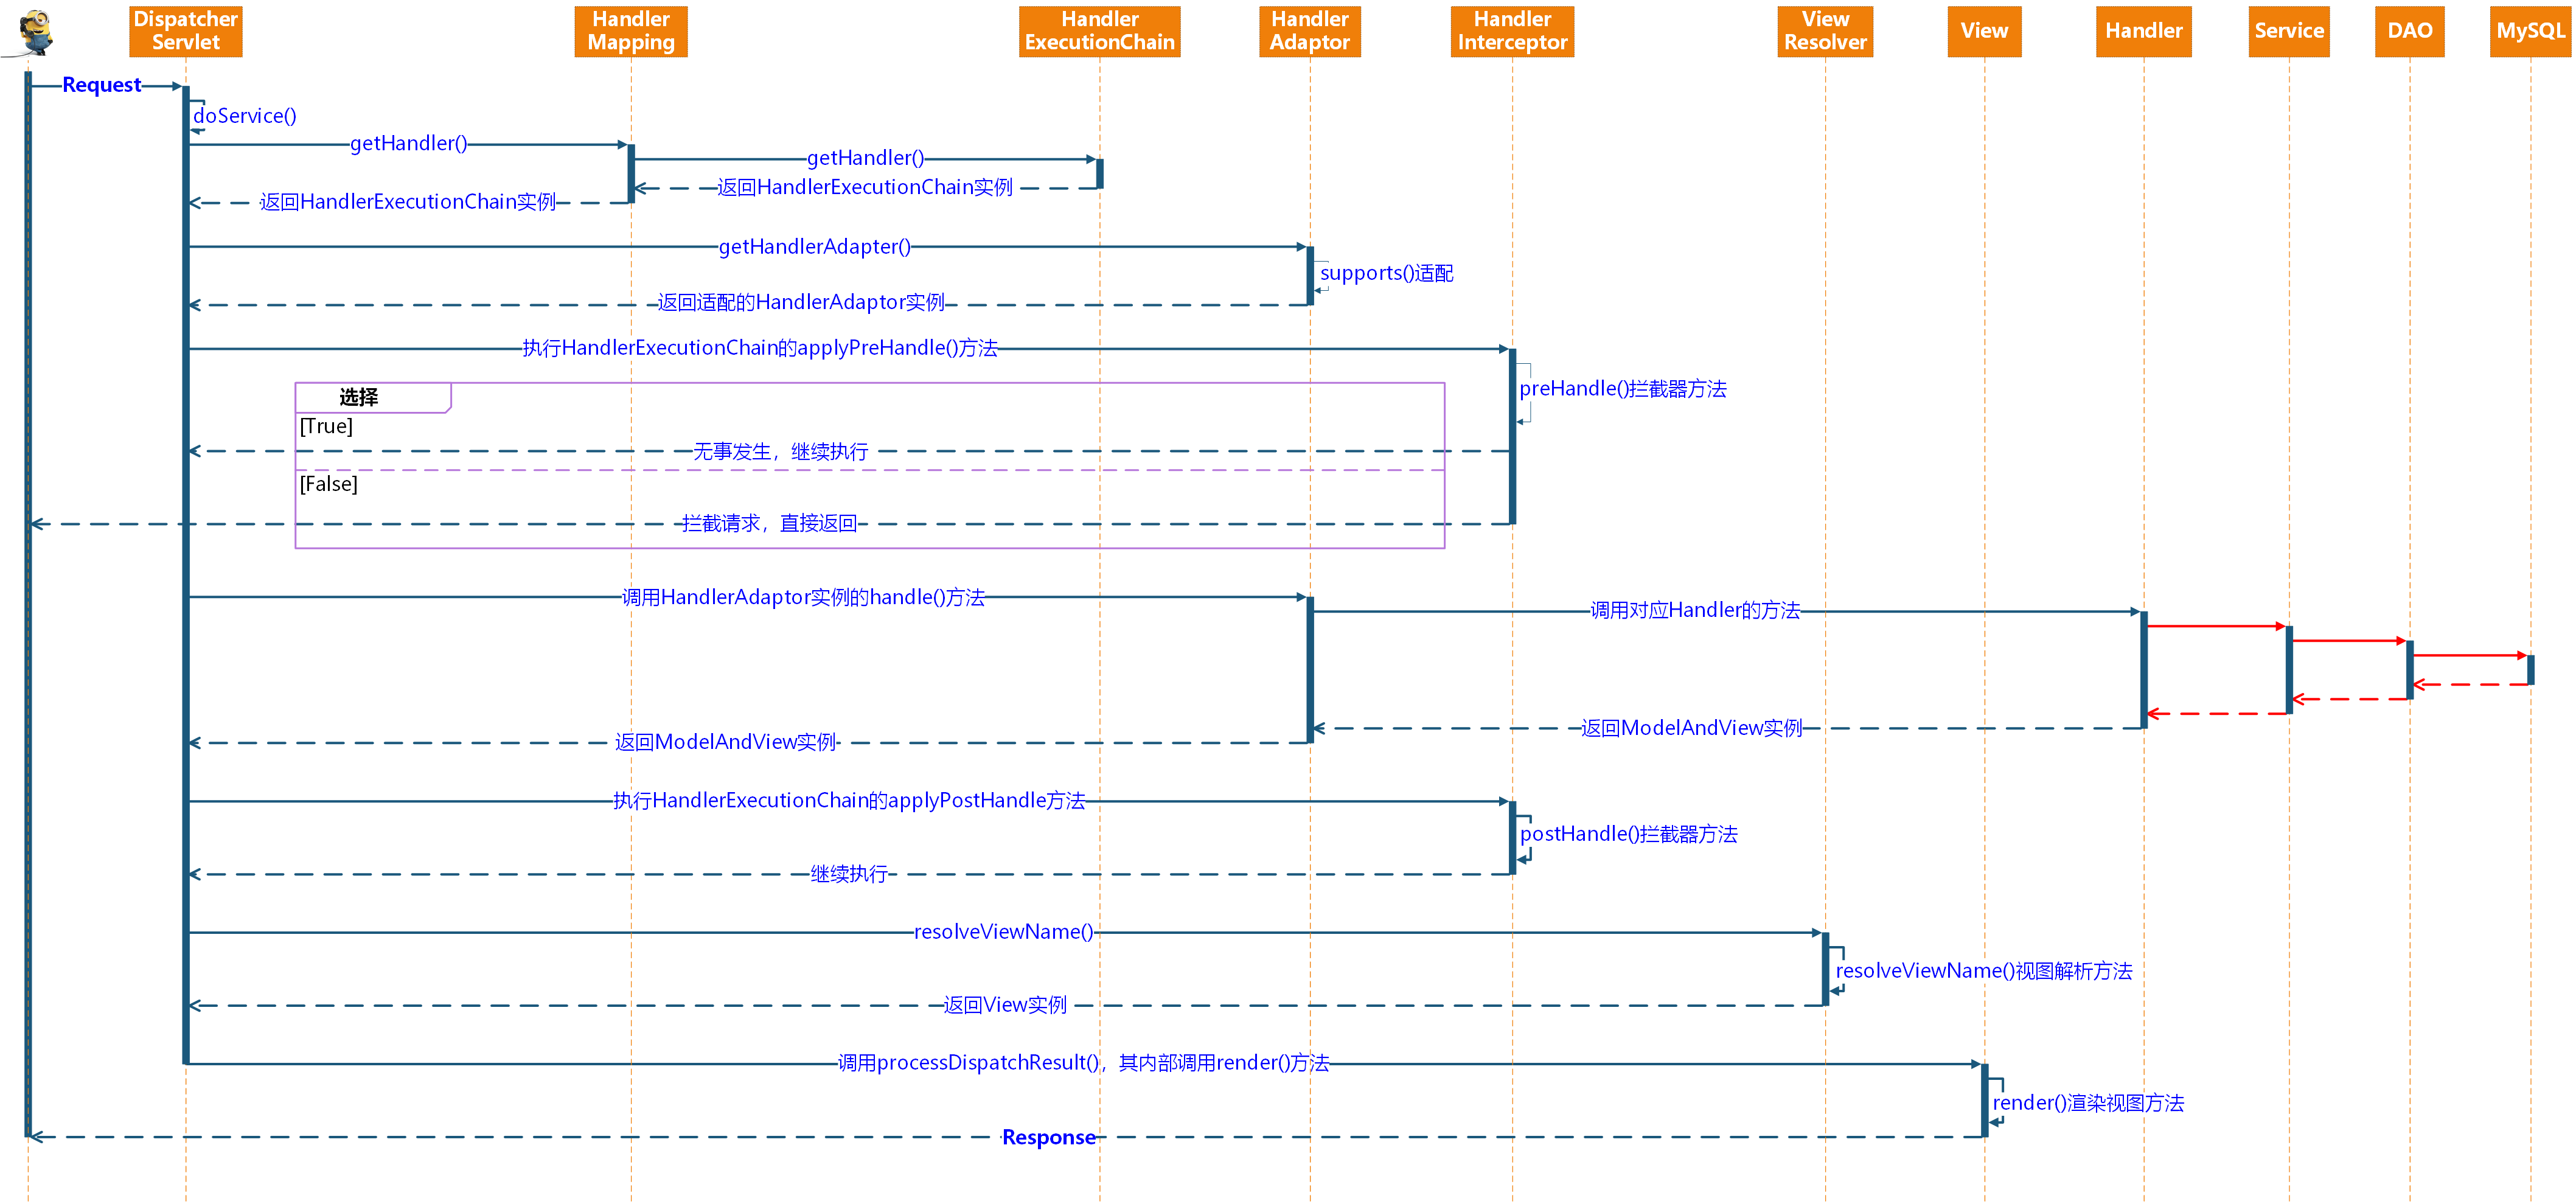 Dispatcher
Servlet
Handler
Mapping
Handler
ExecutionChain
Handler
Adaptor
Handler
Interceptor
View
Resolver
View
Handler
Service
DAO
MySQL
Request
doService()
getHandler()
getHandler()
返回HandlerExecutionChain实例
返回HandlerExecutionChain实例
getHandlerAdapter()
supports()适配
返回适配的HandlerAdaptor实例
执行HandlerExecutionChain的applyPreHandle()方法
preHandle()拦截器方法
选择
[True]
无事发生，继续执行
[False]
拦截请求，直接返回
调用HandlerAdaptor实例的handle()方法
调用对应Handler的方法
返回ModelAndView实例
返回ModelAndView实例
执行HandlerExecutionChain的applyPostHandle方法
postHandle()拦截器方法
继续执行
resolveViewName()
resolveViewName()视图解析方法
返回View实例
调用processDispatchResult()，其内部调用render()方法
render()渲染视图方法
Response